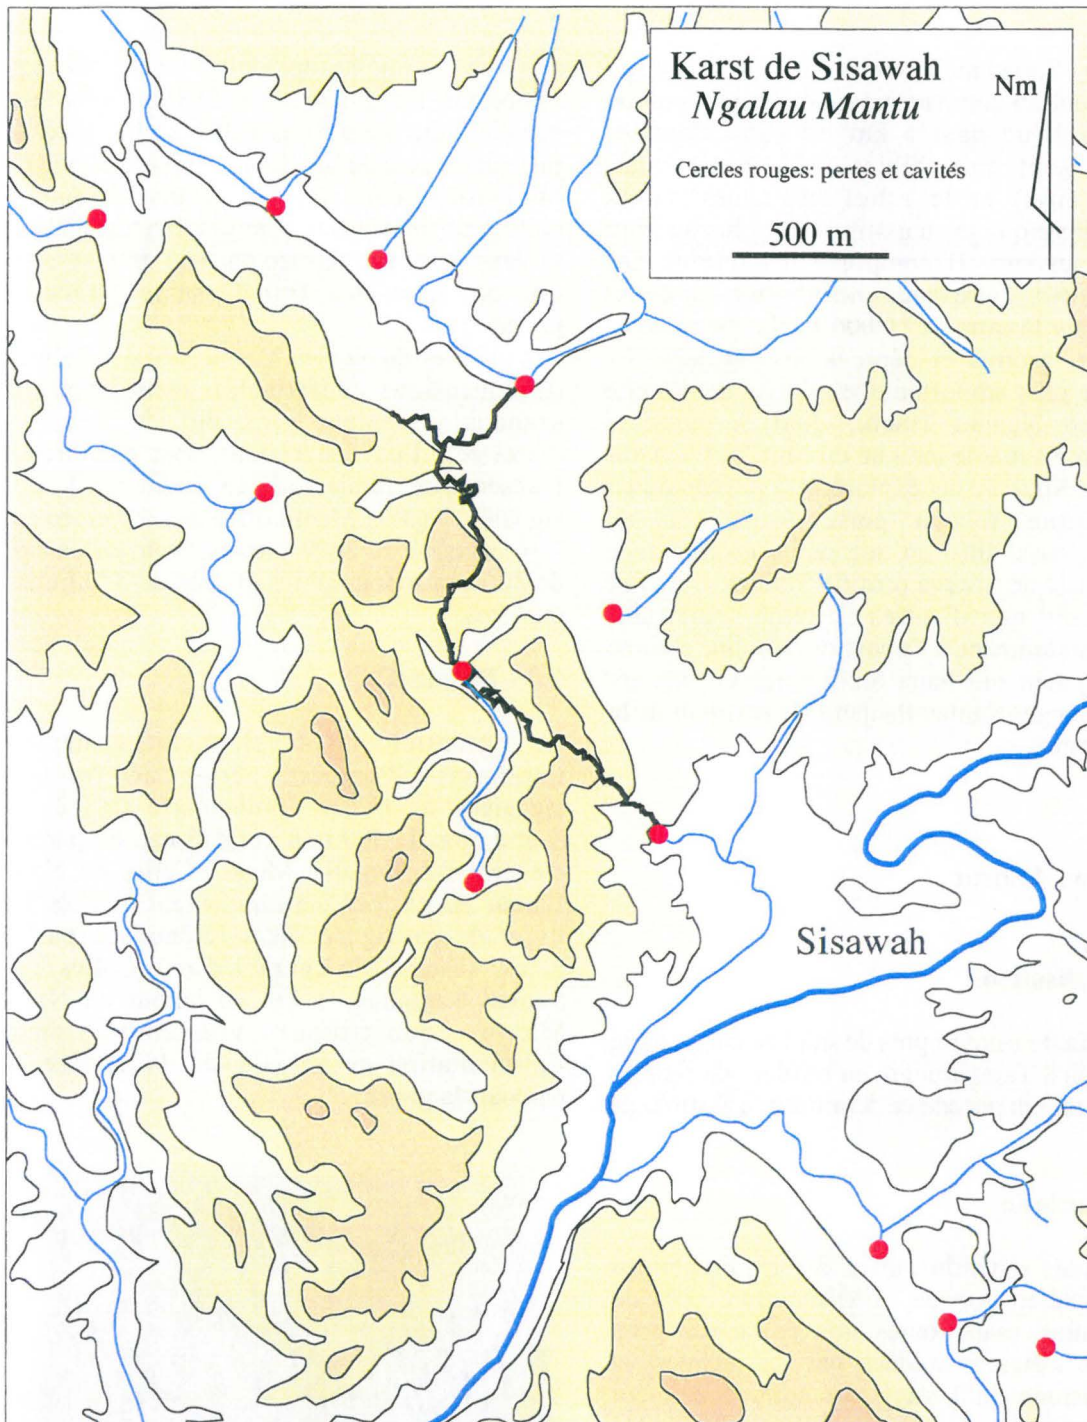 Karst de Sisawah
Ngalau Mantu
Nm
Cercles rouges: pertes et cavités
500 m
Sisawah